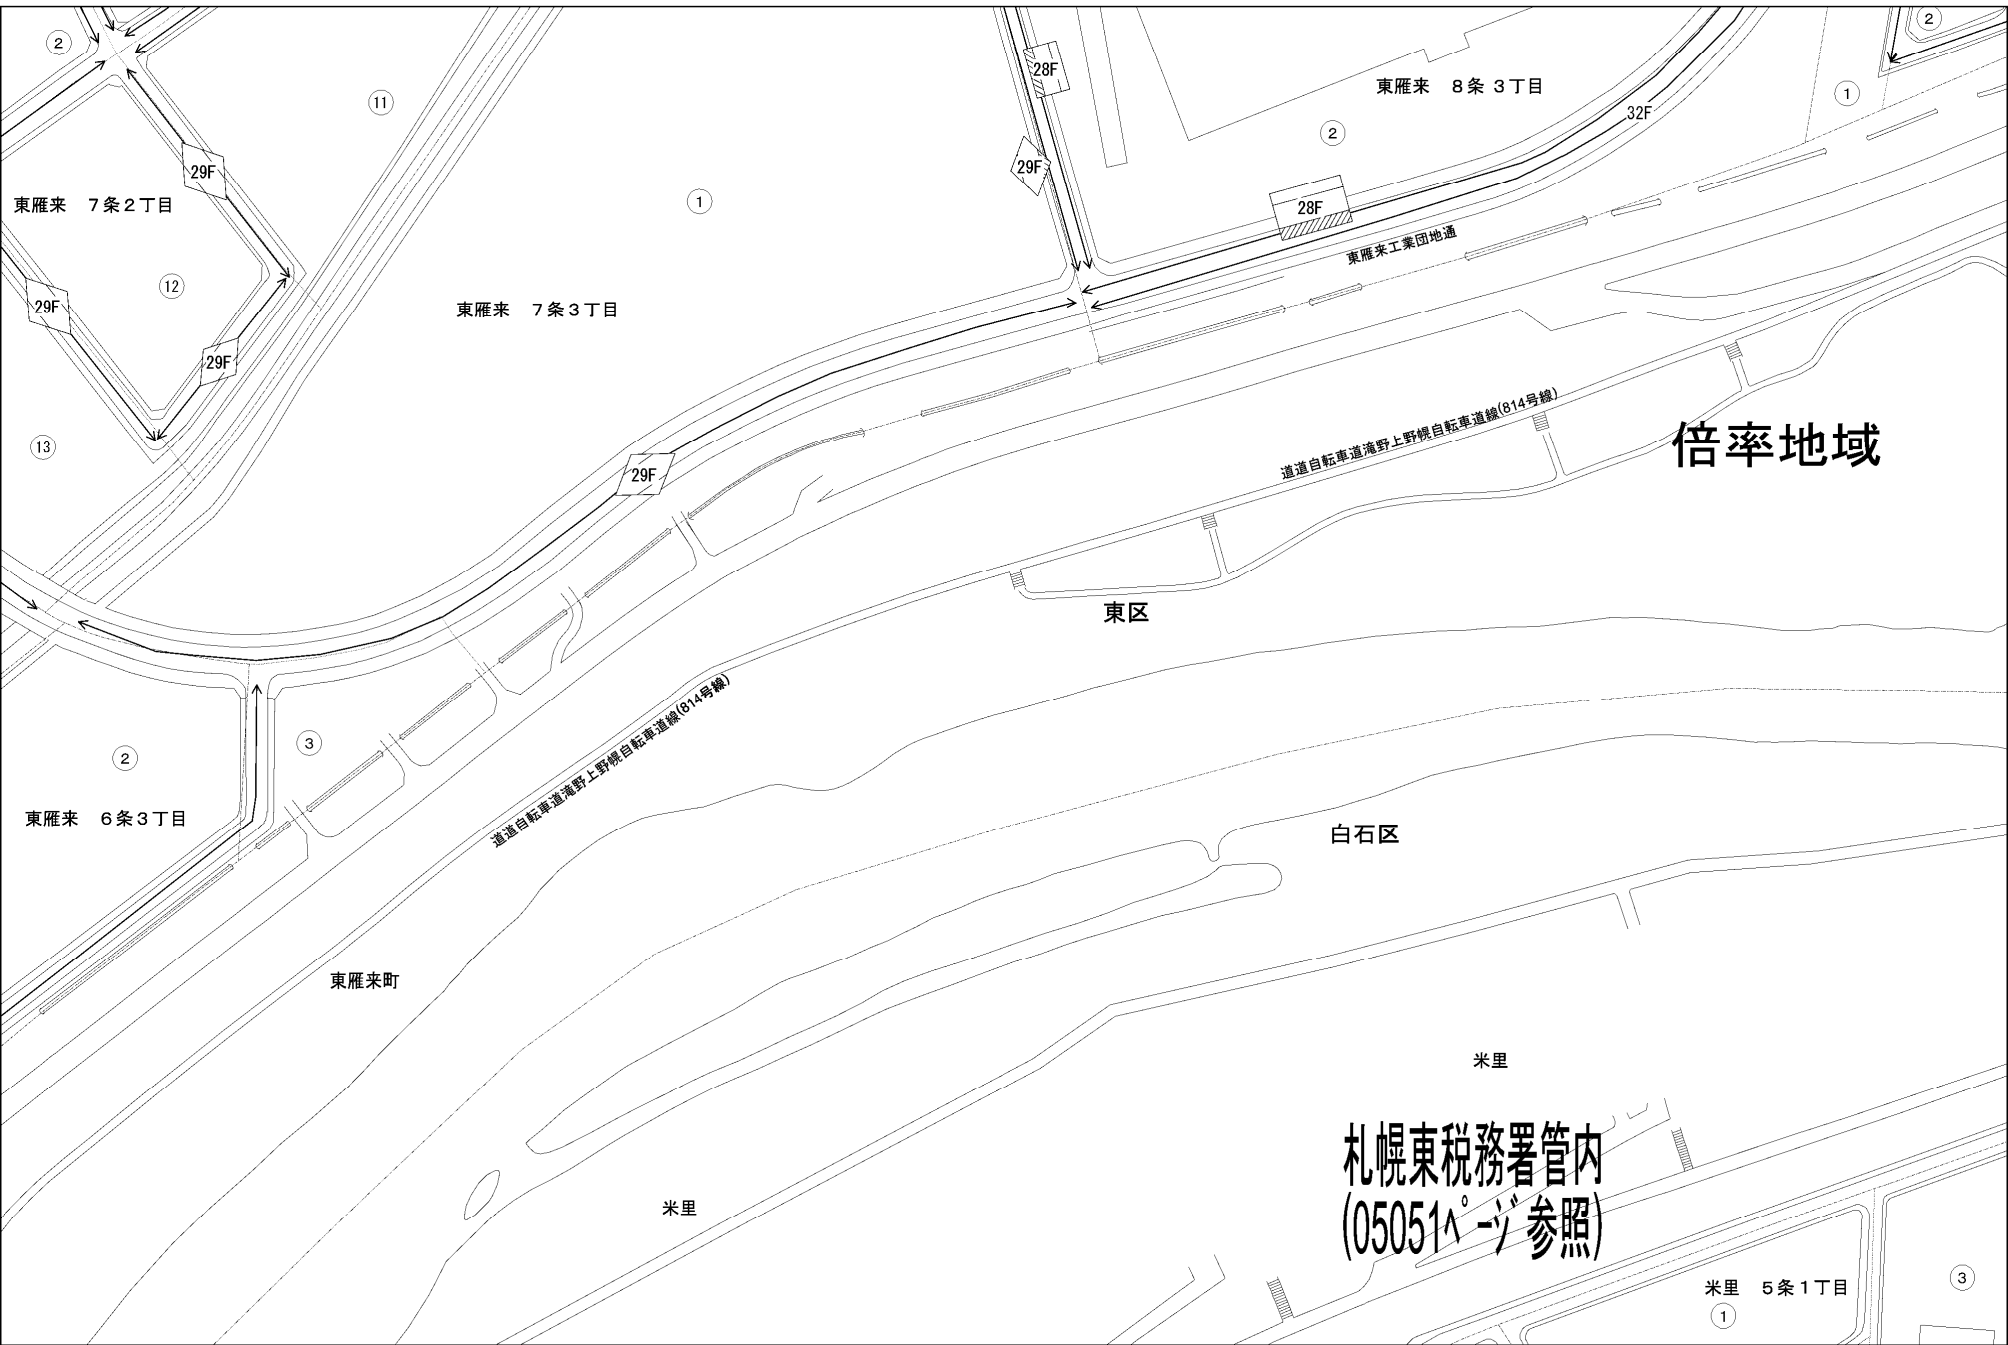 ②
②
28F
⑪
東雁来 8条3丁目
①
32F
②
29F
29F
東雁来 7条2丁目
①
28F
東雁来工業団地通
⑫
29F
東雁来 7条3丁目
29F
道道自転車道滝野上野幌自転車道線(814号線)
倍率地域
⑬
29F
東区
道道自転車道滝野上野幌自転車道線(814号線)
③
②
東雁来 6条3丁目
白石区
東雁来町
米里
札幌東税務署管内
(05051ページ参照)
米里
米里 5条1丁目
③
①